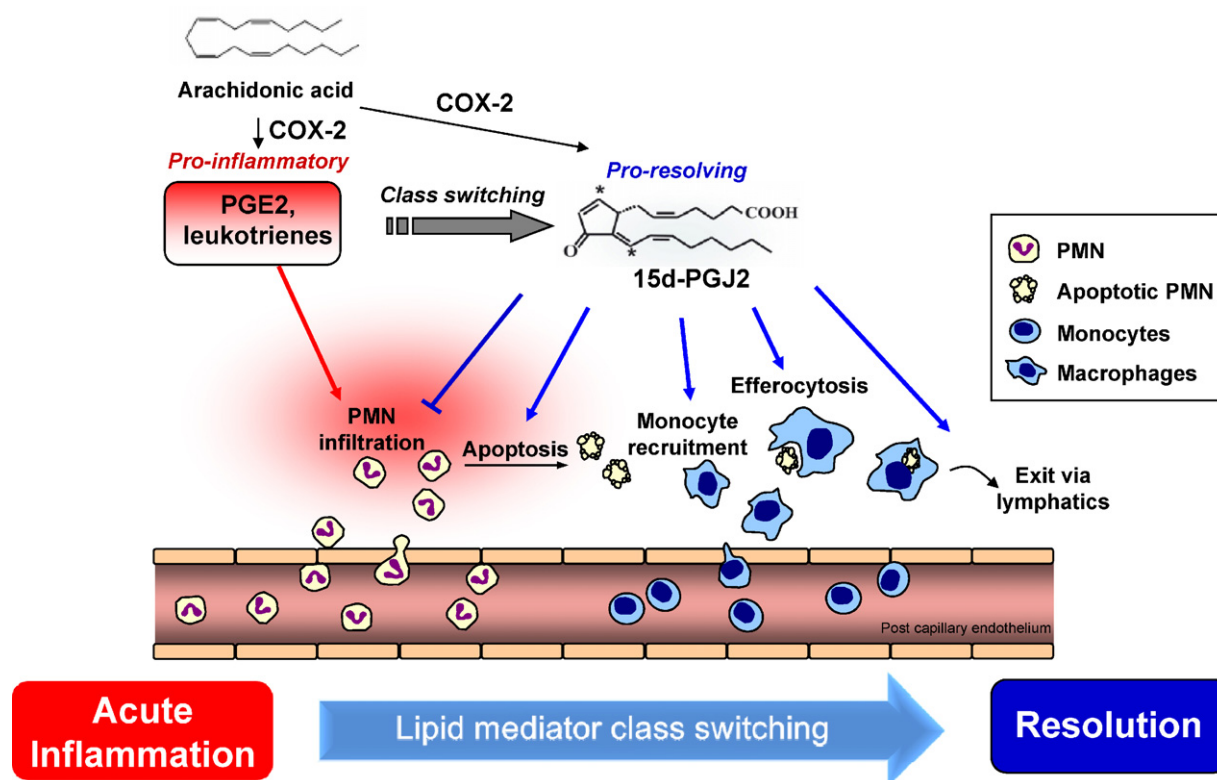 Arachidonic acid
COX-2
COX-2
Pro-inflammatory
PGE2,
leukotrienes
Class switching
Pro-resolving
*
COOH
O
*
15d-PGJ2
PMN
Apoptotic PMN
Monocytes
Macrophages
PMN
infiltration
Apoptosis
Monocyte
recruitment
Efferocytosis
Exit via
lymphatics
Post capillary endothelium
Acute
Inflammation
Lipid mediator class switching
Resolution